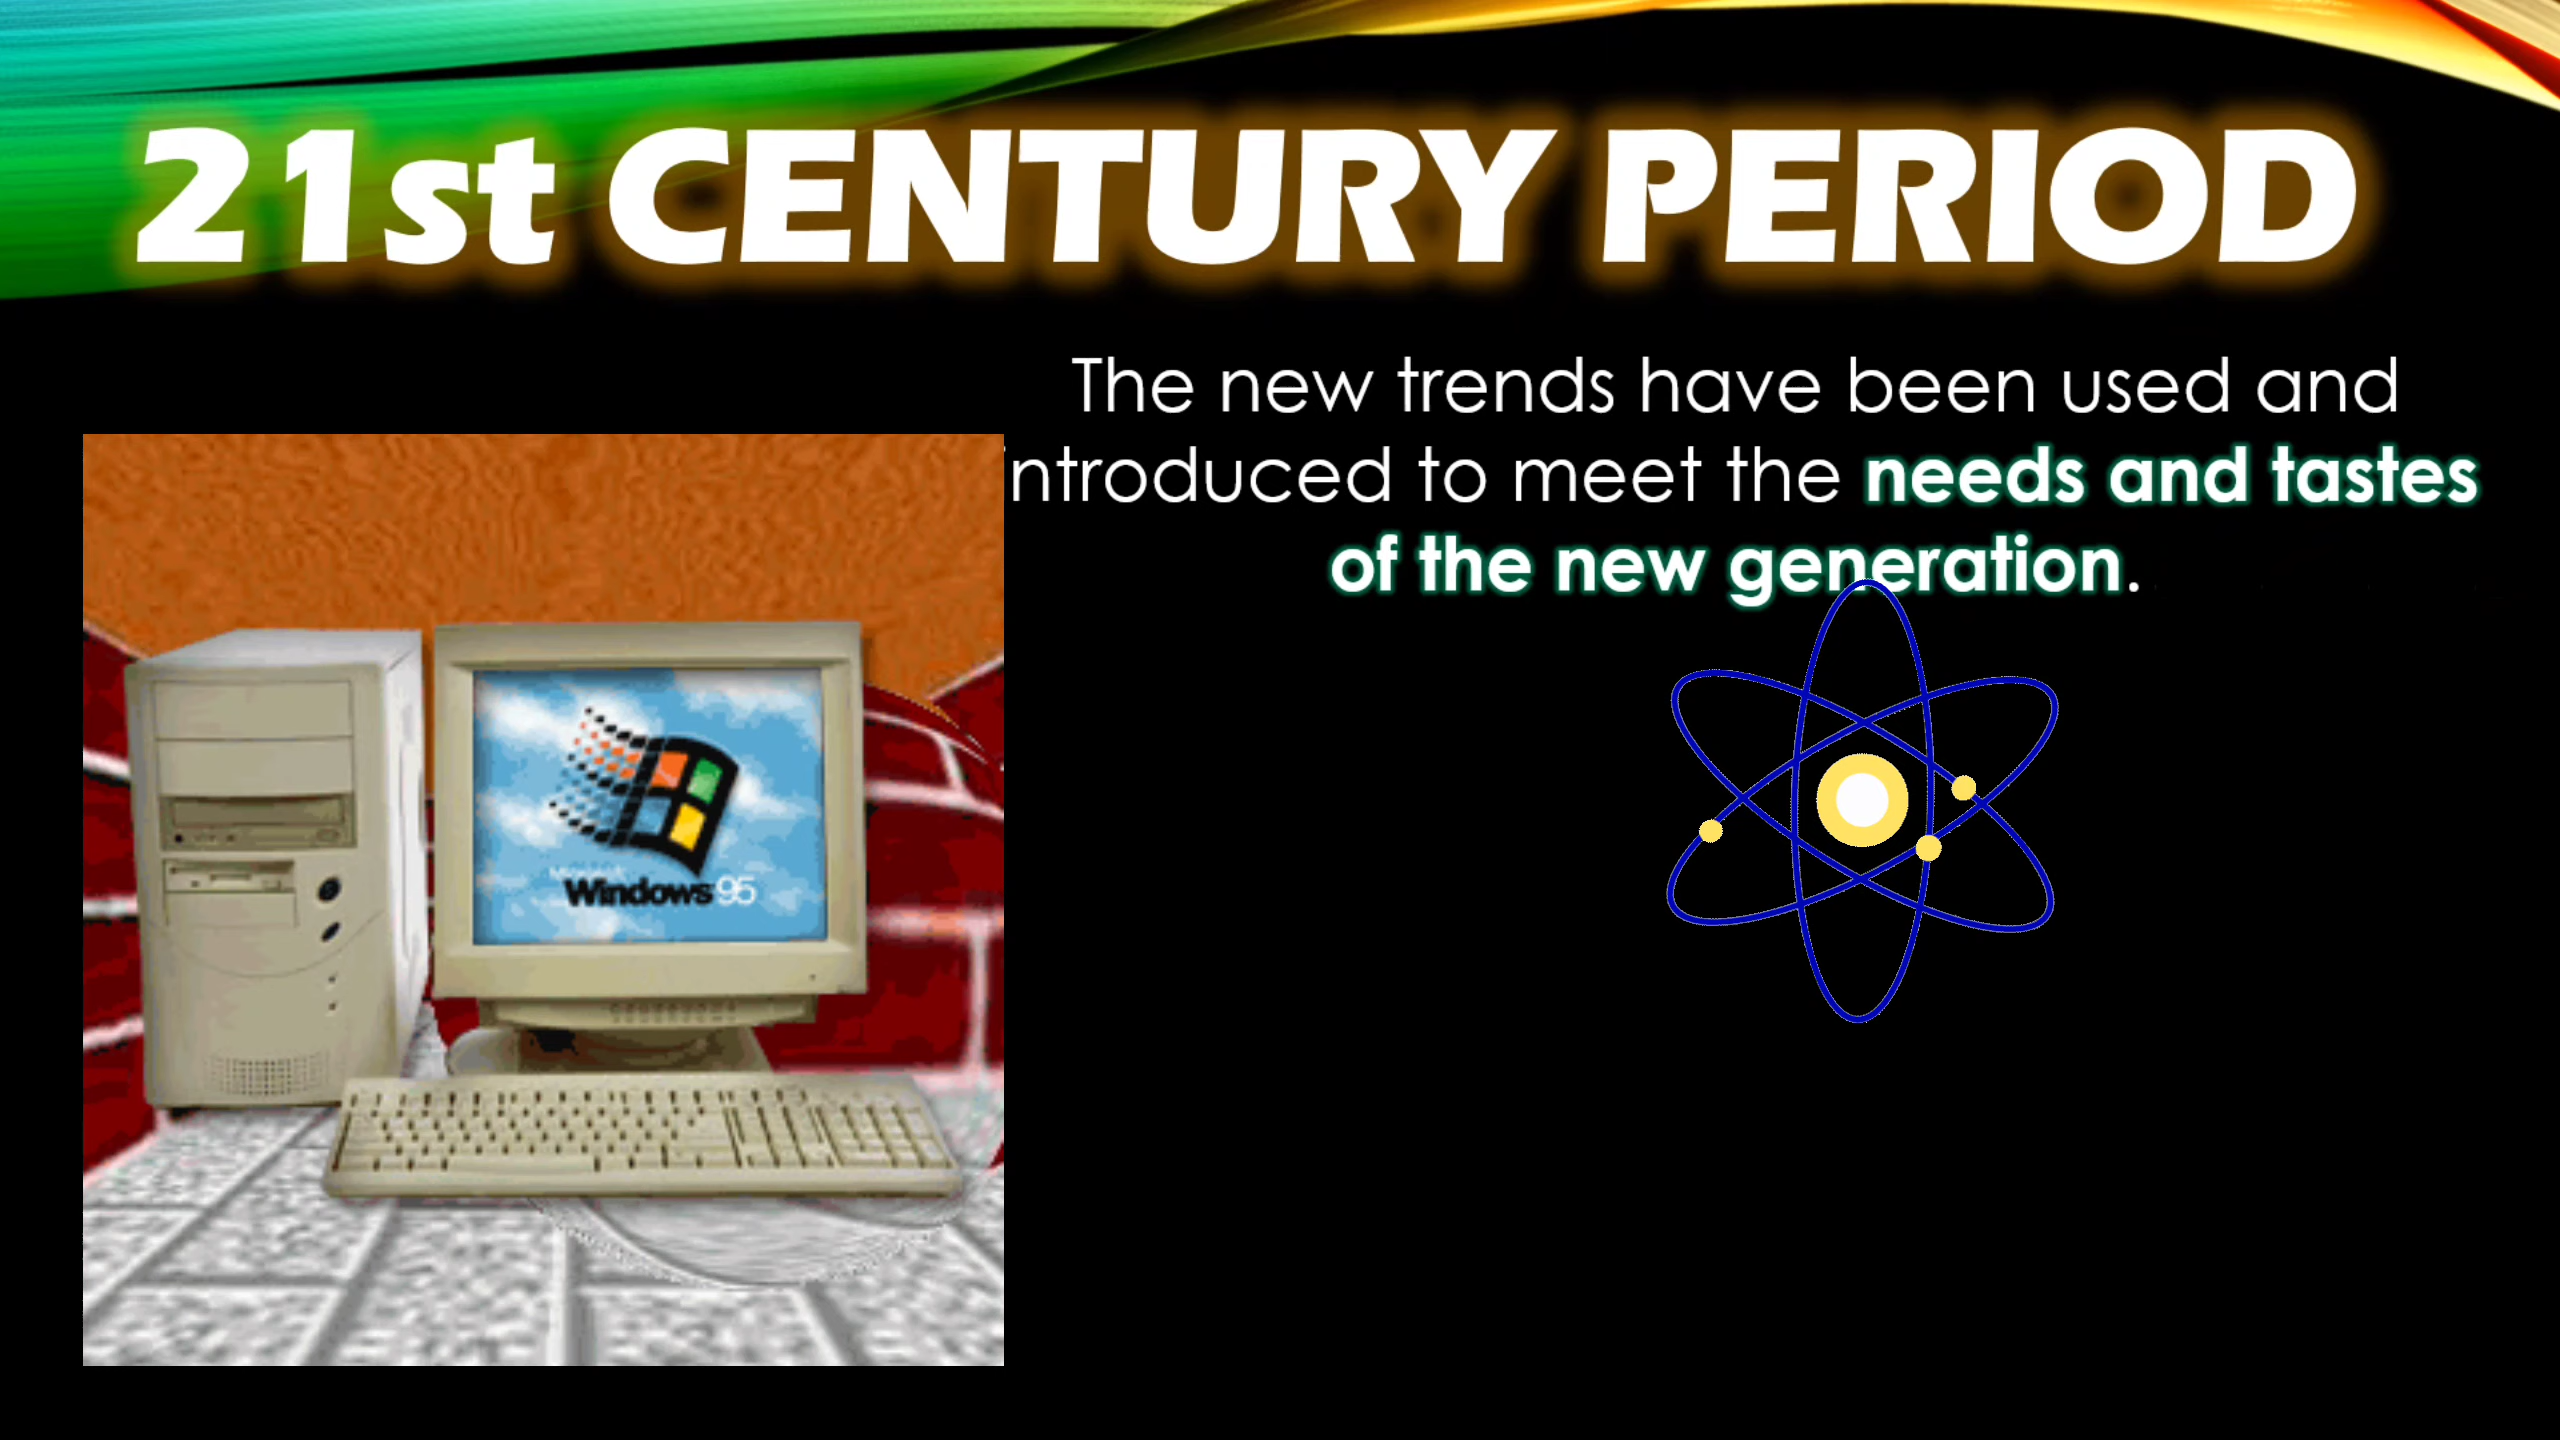 21st CENTURY PERIOD
The new trends have been used and
introduced to meet the needs and tastes
of the new generation.
Windows 95